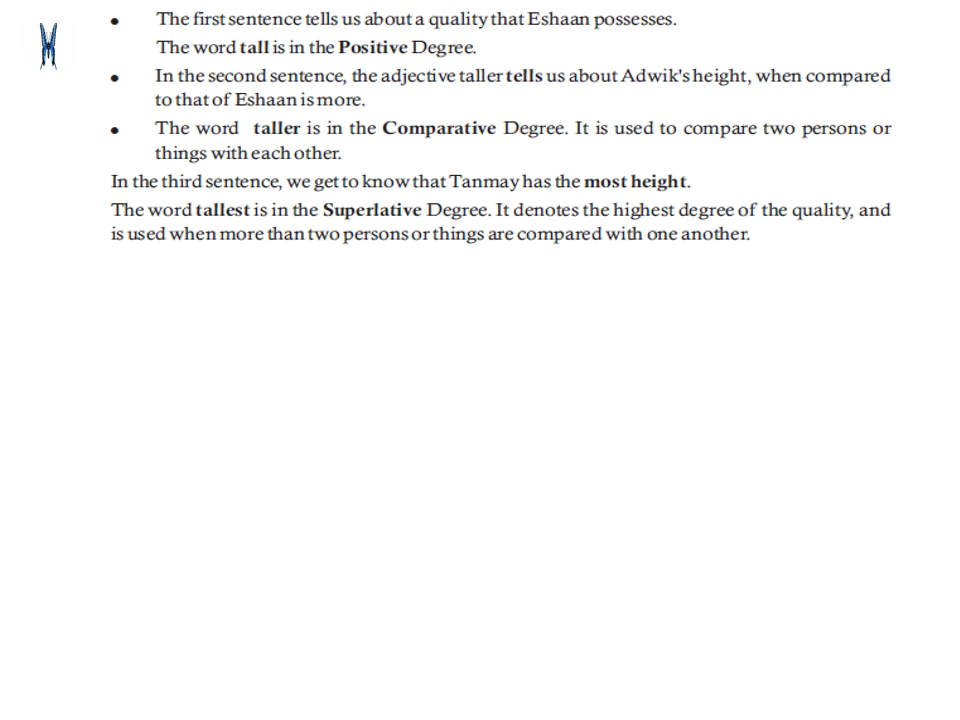 • The first sentence tells us about a quality that Eshaan possesses.
The word tall is in the Positive Degree.
• In the second sentence, the adjective taller tells us about Adwik's height, when compared
to that of Eshaan is more.
• The word taller is in the Comparative Degree. It is used to compare two persons or
things with each other.
In the third sentence, we get to know that Tanmay has the most height.
The word tallest is in the Superlative Degree. It denotes the highest degree of the quality, and
is used when more than two persons or things are compared with one another.